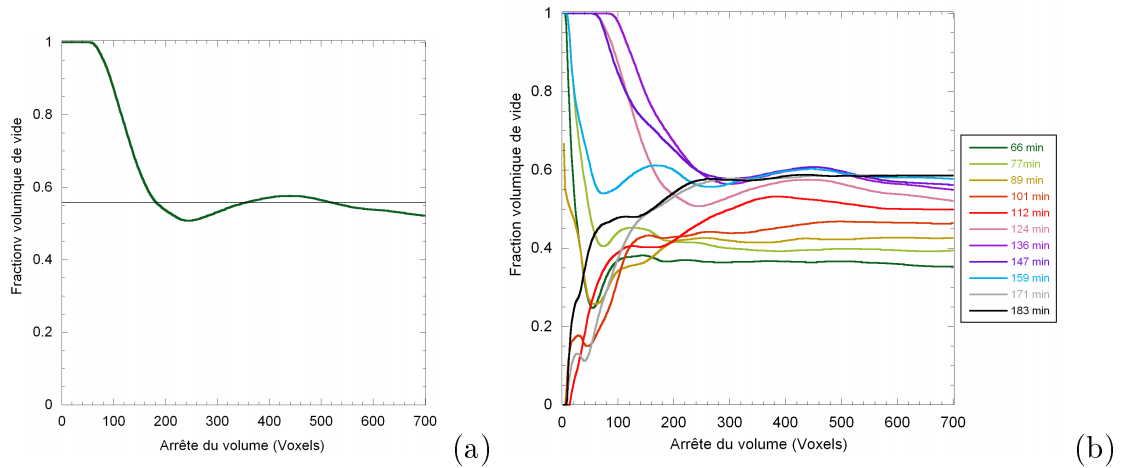 1
0.8
0.6
0.4
0.2
0
0 100 200 300 400 500 600 700
Fractionv volumique de vide
Arrête du volume (Voxels)
(a)
1
0.8
0.6
0.4
0.2
0
0 100 200 300 400 500 600 700
Fraction volumique de vide
Arrête du volume (Voxels)
66 min
77min
89 min
101 min
112 min
124 min
136 min
147 min
159 min
171 min
183 min
(b)